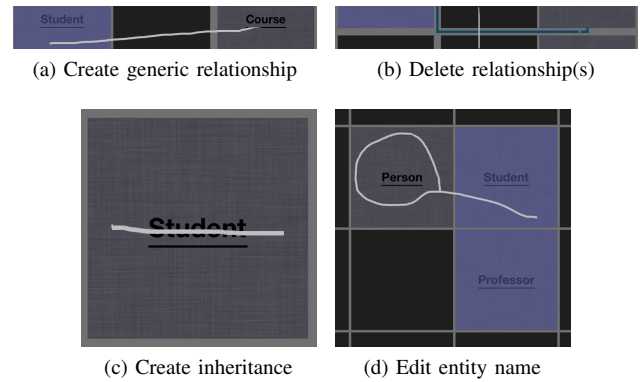 Student Course
(a) Create generic relationship (b) Delete relationship(s)
Student
Person Student
Professor
(c) Create inheritance (d) Edit entity name